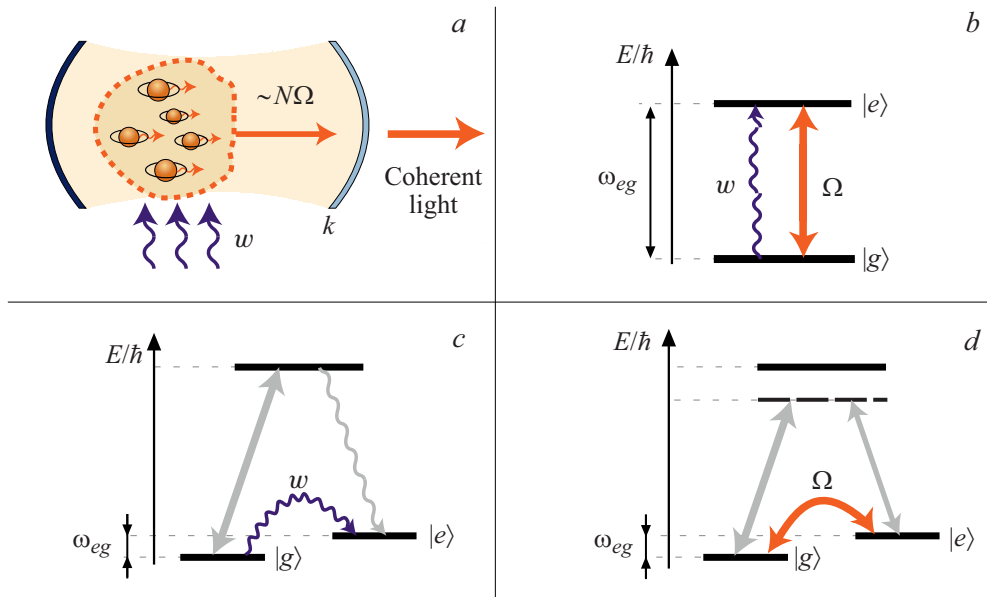 a
~NΩ
Coherent
light
k
w
b
E/ħ
|e⟩
ω_eg
w
Ω
|g⟩
c
E/ħ
w
ω_eg
|e⟩
|g⟩
d
E/ħ
Ω
ω_eg
|e⟩
|g⟩